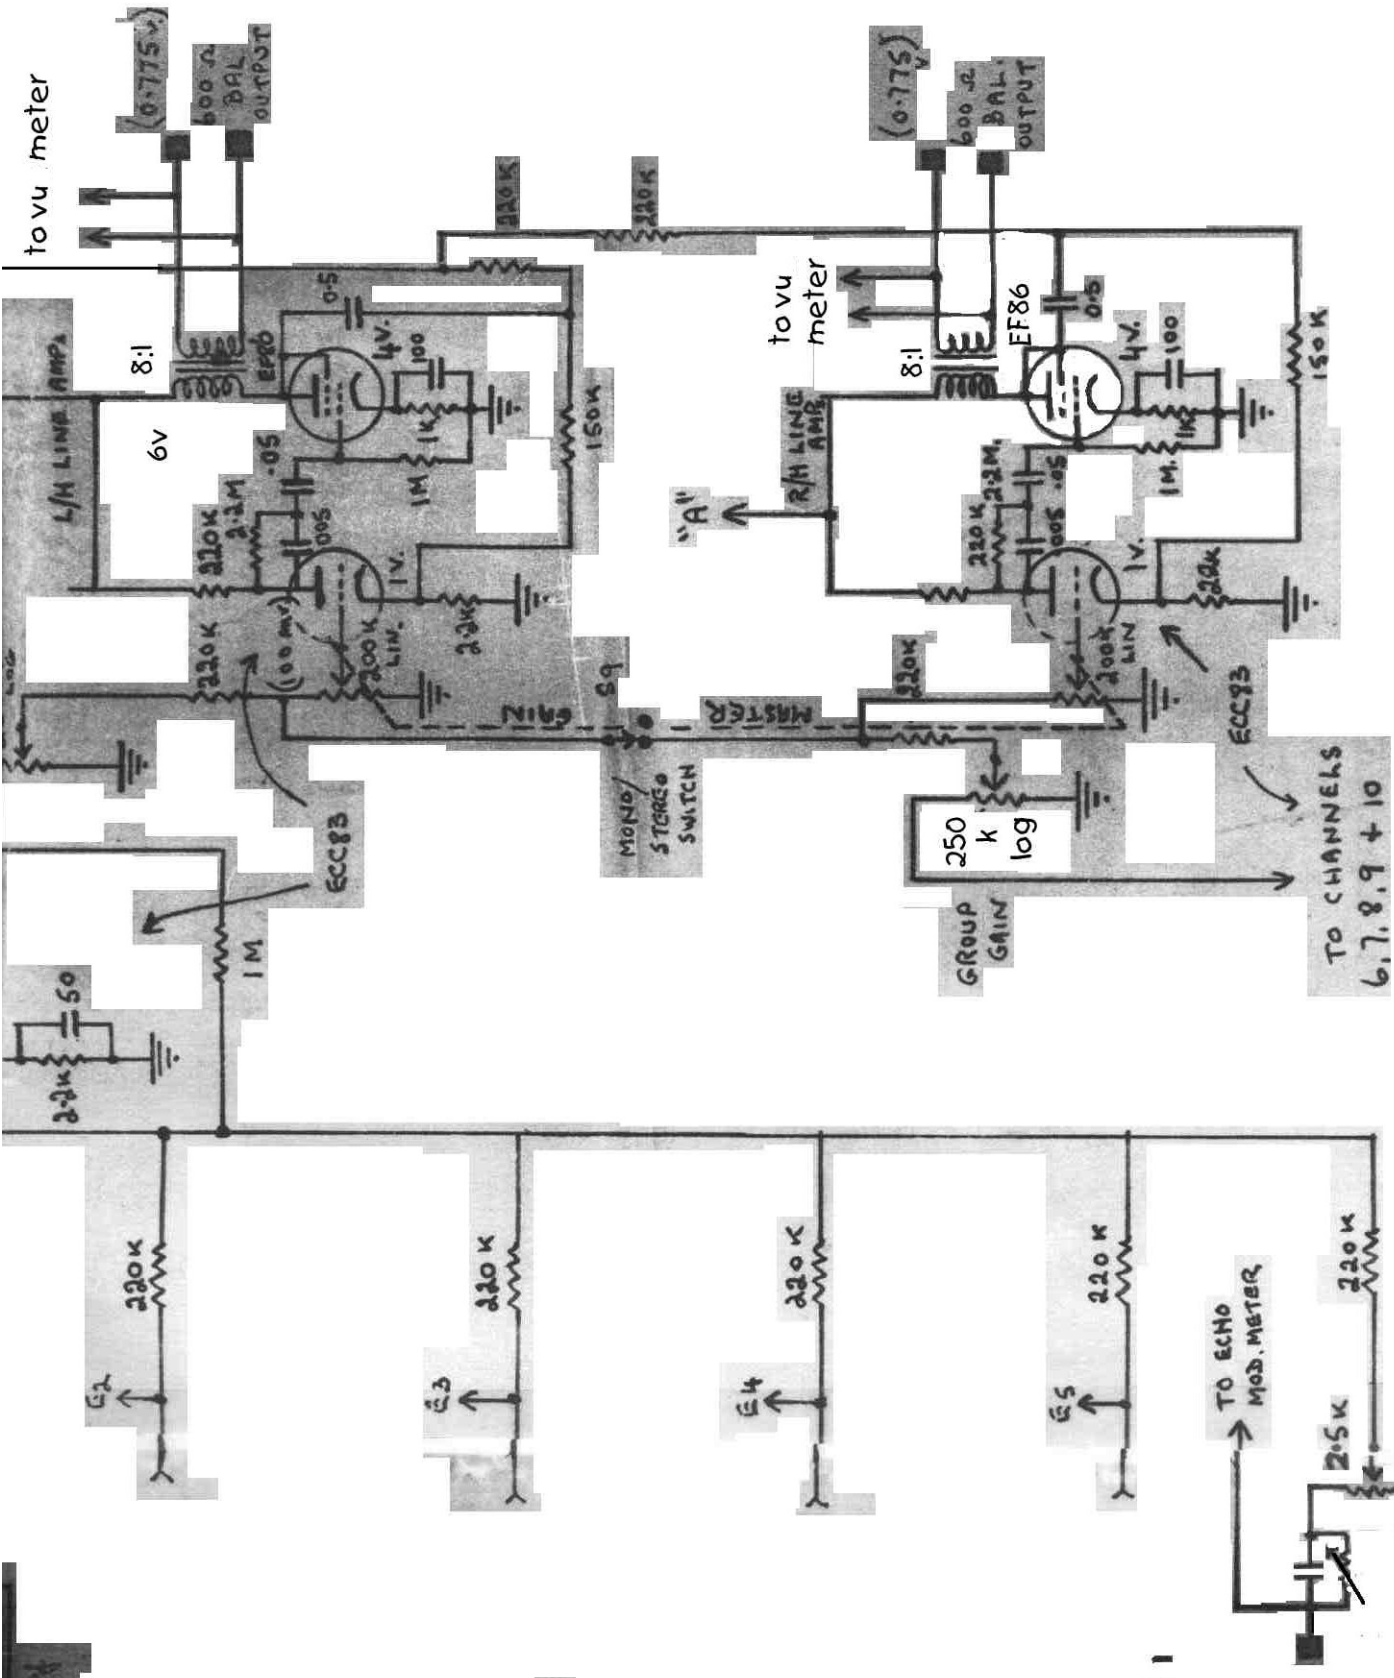 to vu meter
(0.775v.)
600 Ω
BAL
OUTPUT
L/H LINE AMP.
8:1
6v
EF86
0.5
4V.
100
1K
1M
.05
2.2M
220K
.005
1V.
2.2K
150K
220K
220K
LOG
220K
(100 mv)
200K
LIN.
GAIN
MASTER
S9
MONO/
STEREO
SWITCH
ECC83
1M
50
2.2K
to vu
meter
(0.775)
v
600 Ω
BAL.
OUTPUT
"A"
R/H LINE
AMP.
8:1
EF86
0.5
4V.
100
1K
1M.
.05
2.2M.
220K
.005
1V.
150K
220K
200K
LIN
ECC83
250
k
log
GROUP
GAIN
TO CHANNELS
6, 7, 8, 9 + 10
E2
220K
E3
220K
E4
220K
E5
220K
TO ECHO
MOD. METER
2.5K
220K